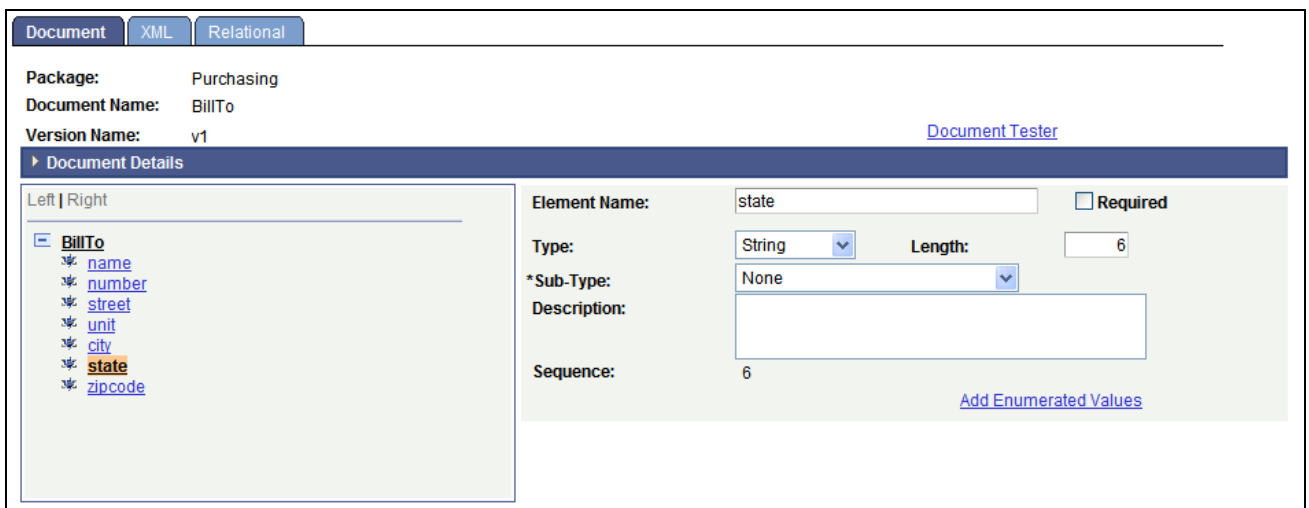 Document XML Relational
Package: Purchasing
Document Name: BillTo
Version Name: v1 Document Tester
Document Details
Left | Right
BillTo
name
number
street
unit
city
state
zipcode
Element Name: state Required
Type: String Length: 6
*Sub-Type: None
Description:
Sequence: 6
Add Enumerated Values